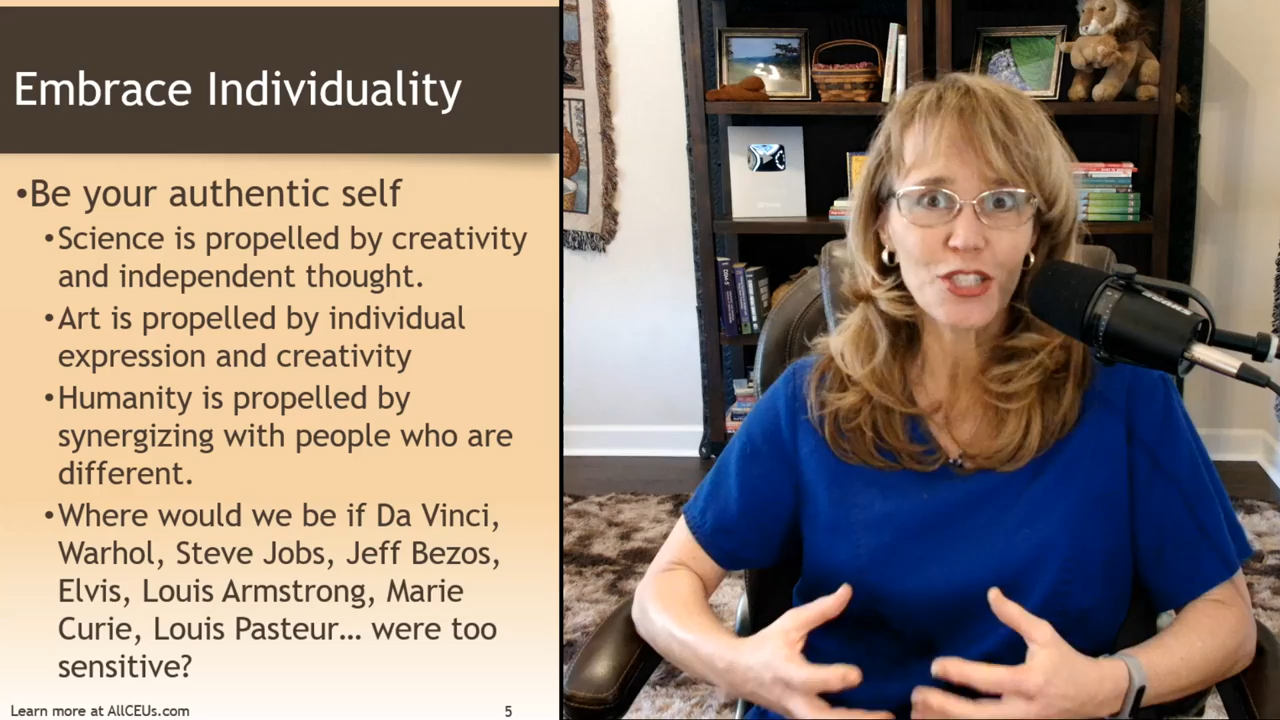 Embrace Individuality
•Be your authentic self
•Science is propelled by creativity
and independent thought.
•Art is propelled by individual
expression and creativity
•Humanity is propelled by
synergizing with people who are
different.
•Where would we be if Da Vinci,
Warhol, Steve Jobs, Jeff Bezos,
Elvis, Louis Armstrong, Marie
Curie, Louis Pasteur… were too
sensitive?
Learn more at AllCEUs.com
5
DSM-5